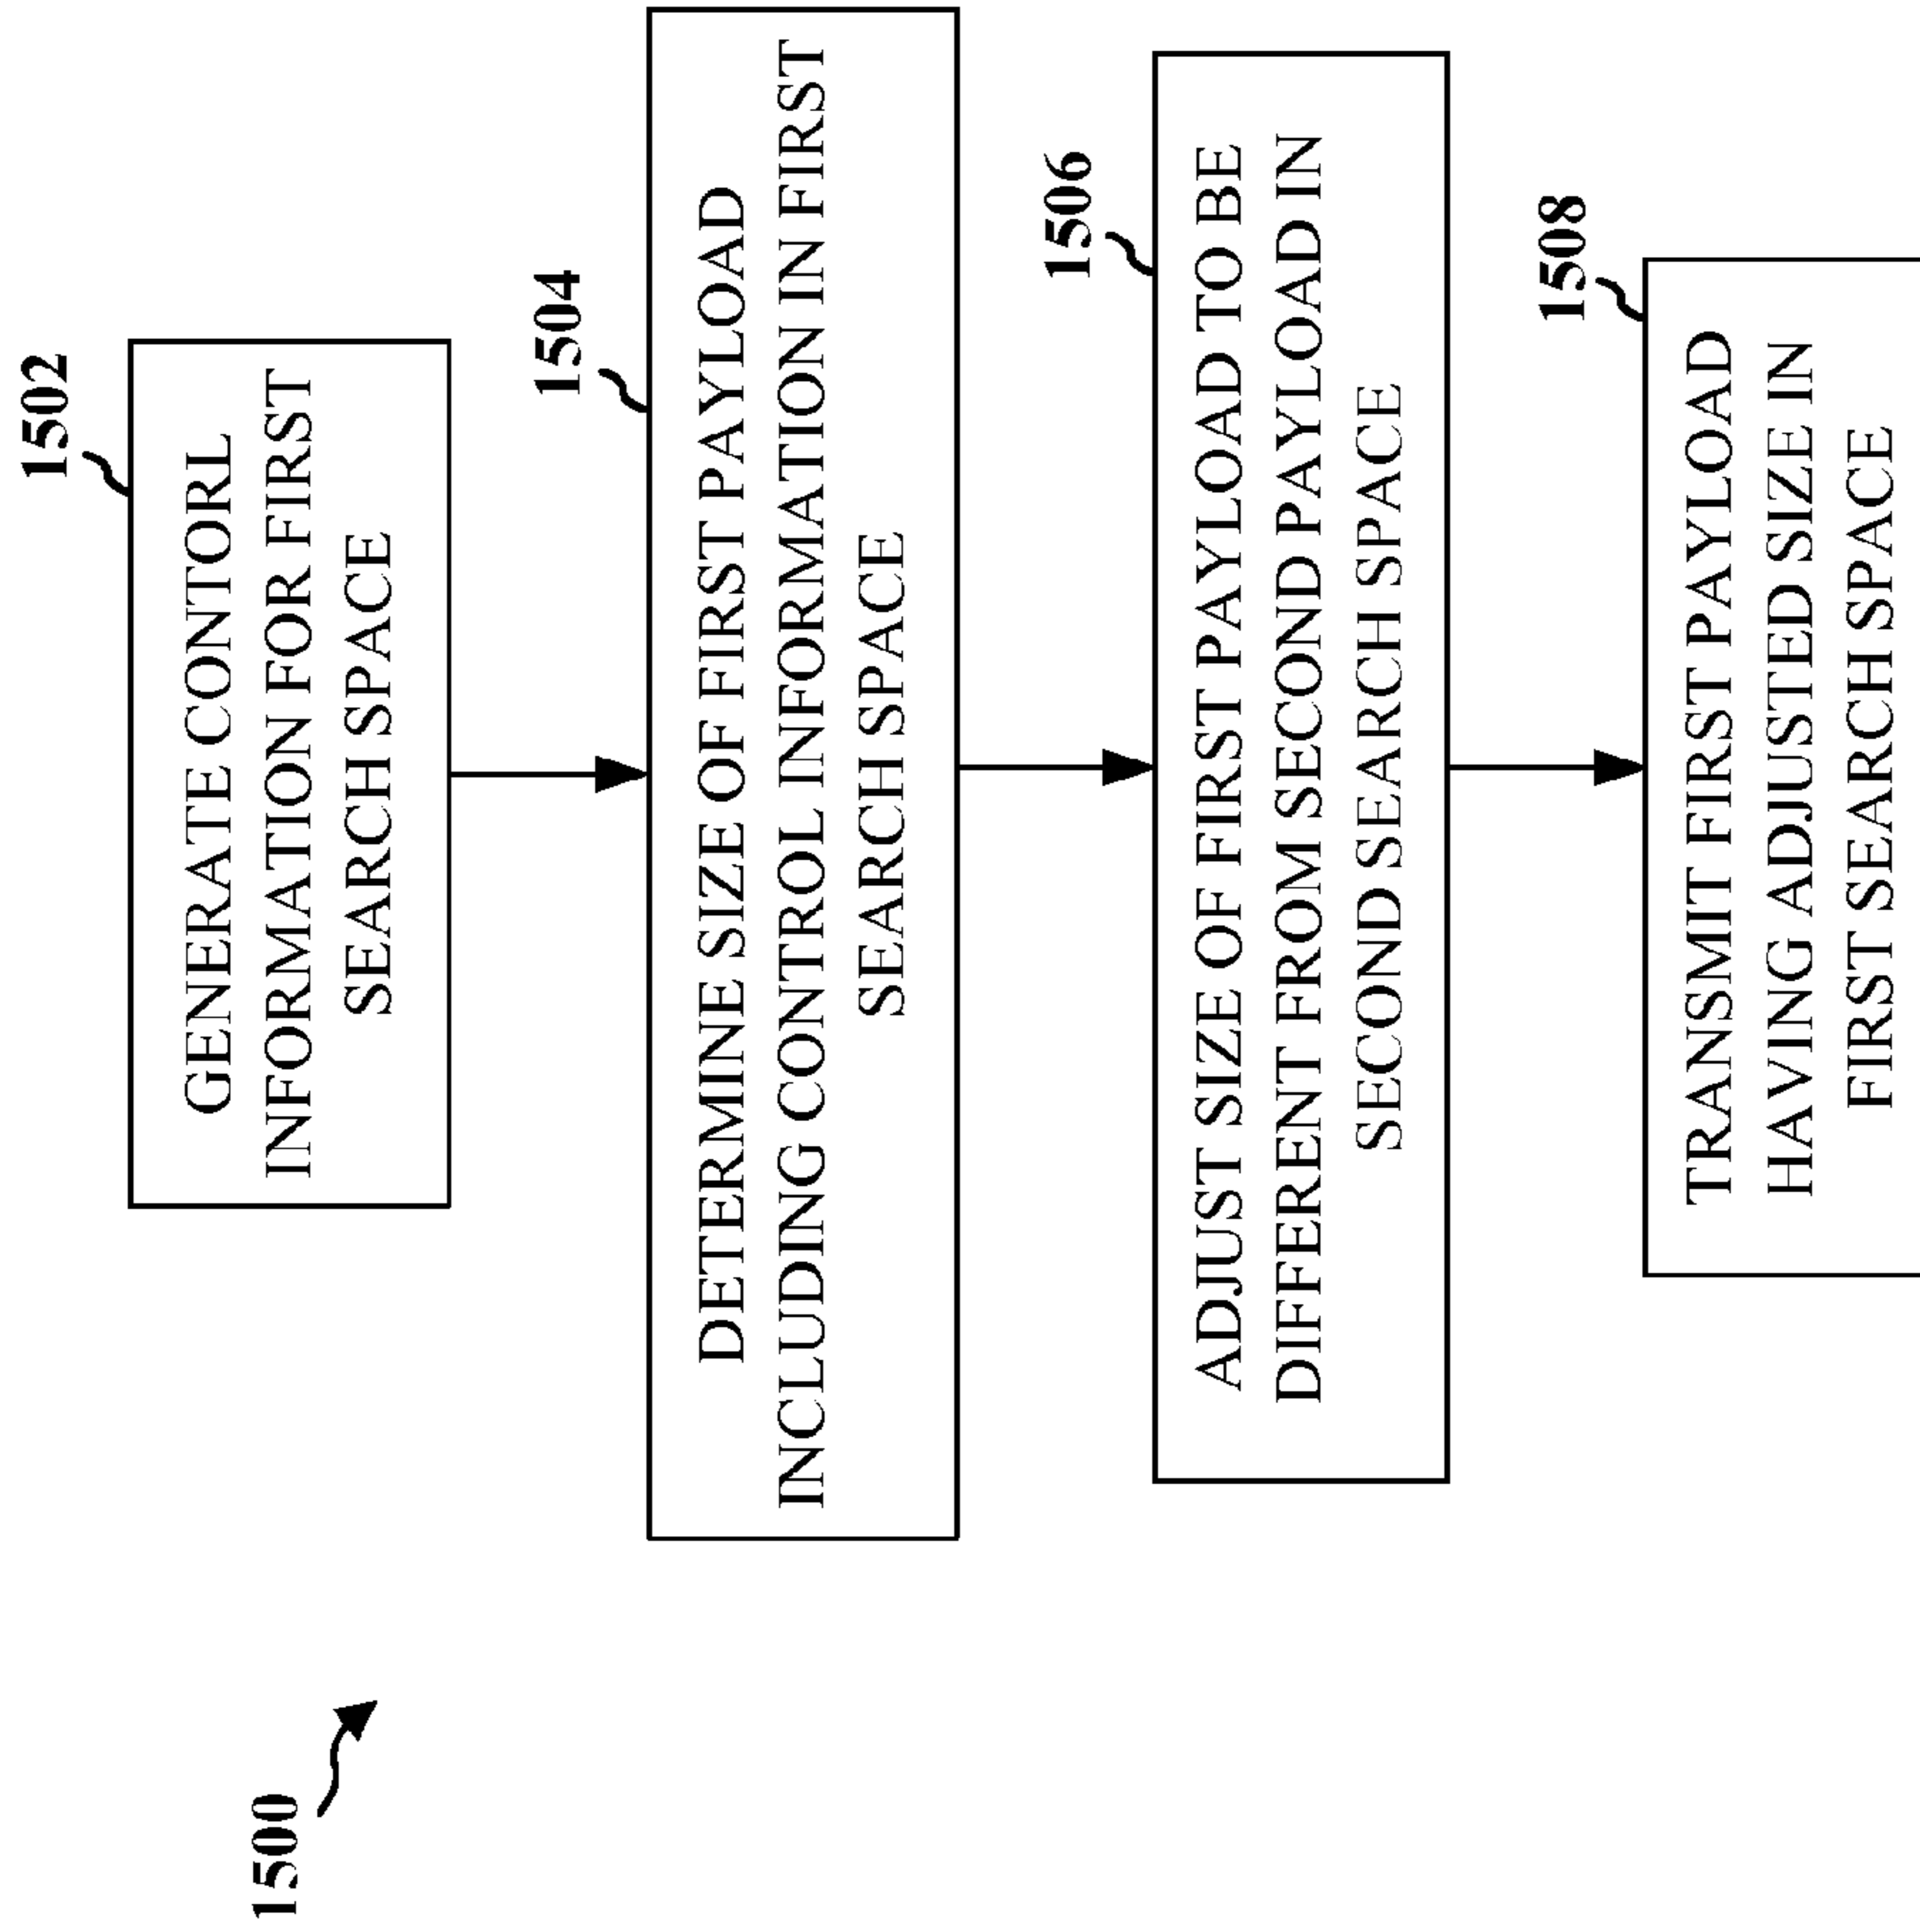 1500
1502
GENERATE CONTORL
INFORMATION FOR FIRST
SEARCH SPACE
1504
DETERMINE SIZE OF FIRST PAYLOAD
INCLUDING CONTROL INFORMATION IN FIRST
SEARCH SPACE
1506
ADJUST SIZE OF FIRST PAYLOAD TO BE
DIFFERENT FROM SECOND PAYLOAD IN
SECOND SEARCH SPACE
1508
TRANSMIT FIRST PAYLOAD
HAVING ADJUSTED SIZE IN
FIRST SEARCH SPACE